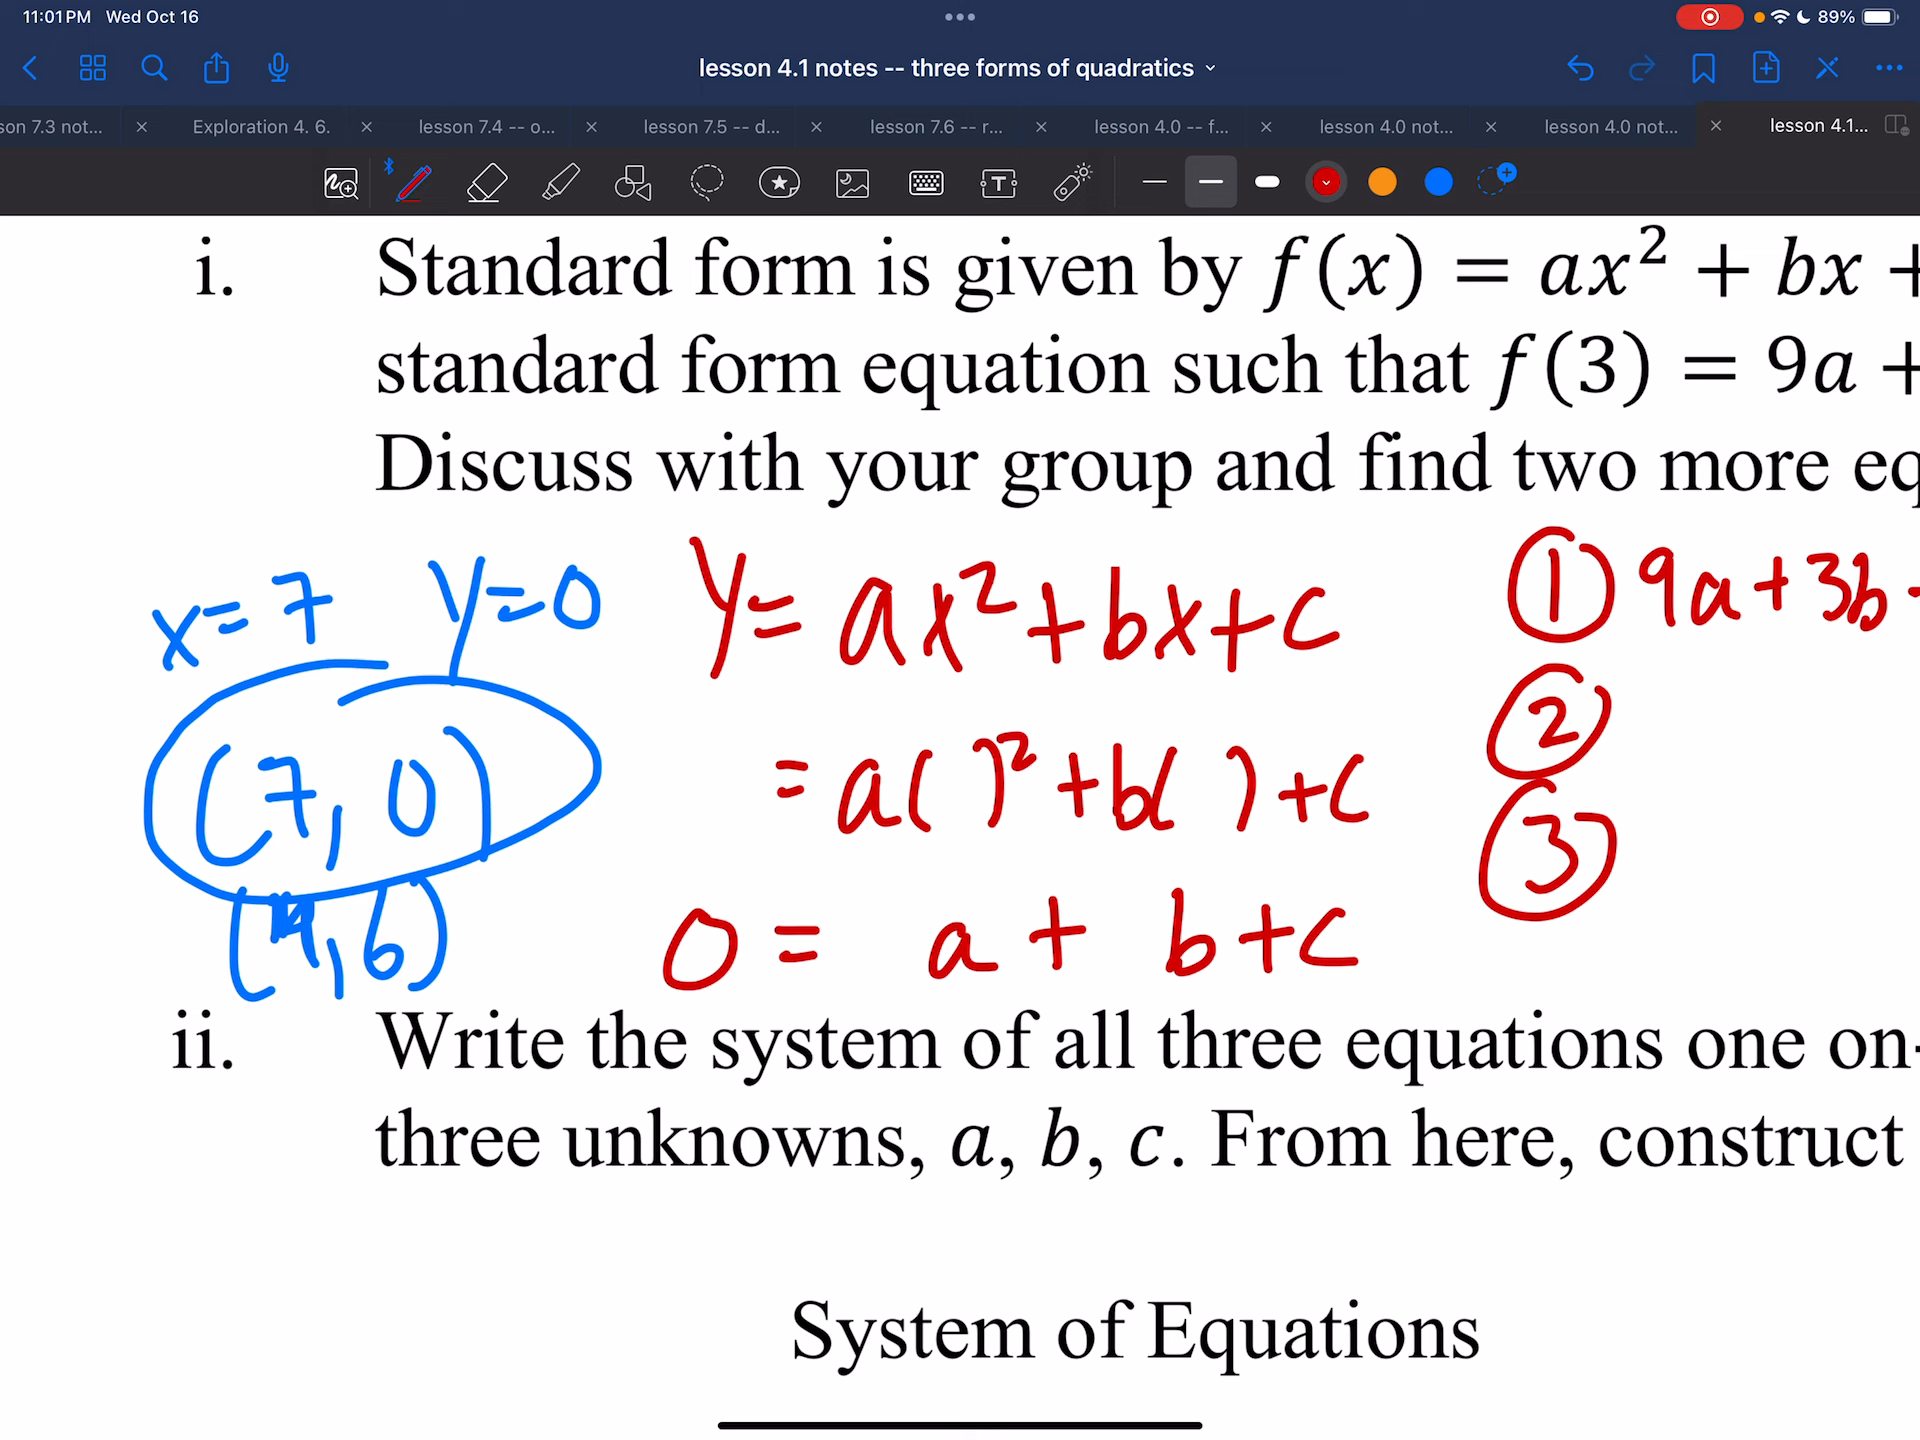 11:01 PM Wed Oct 16
89%
lesson 4.1 notes -- three forms of quadratics
son 7.3 not... Exploration 4. 6. lesson 7.4 -- o... lesson 7.5 -- d... lesson 7.6 -- r... lesson 4.0 -- f... lesson 4.0 not... lesson 4.0 not... lesson 4.1...
i. Standard form is given by f(x) = ax² + bx +
standard form equation such that f(3) = 9a +
Discuss with your group and find two more eq
x=7 y=0 y= ax²+bx+c ① 9a+3b
(7, 0) = a( )²+b( )+c ②
③
( , 6) 0 = a + b+c
ii. Write the system of all three equations one on-
three unknowns, a, b, c. From here, construct
System of Equations